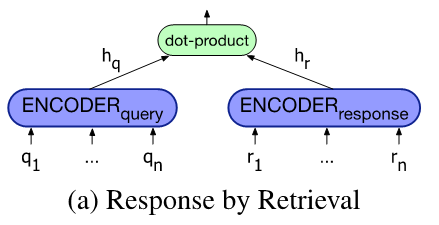 dot-product
h_q h_r
ENCODER_query ENCODER_response
q_1 ... q_n r_1 ... r_n
(a) Response by Retrieval